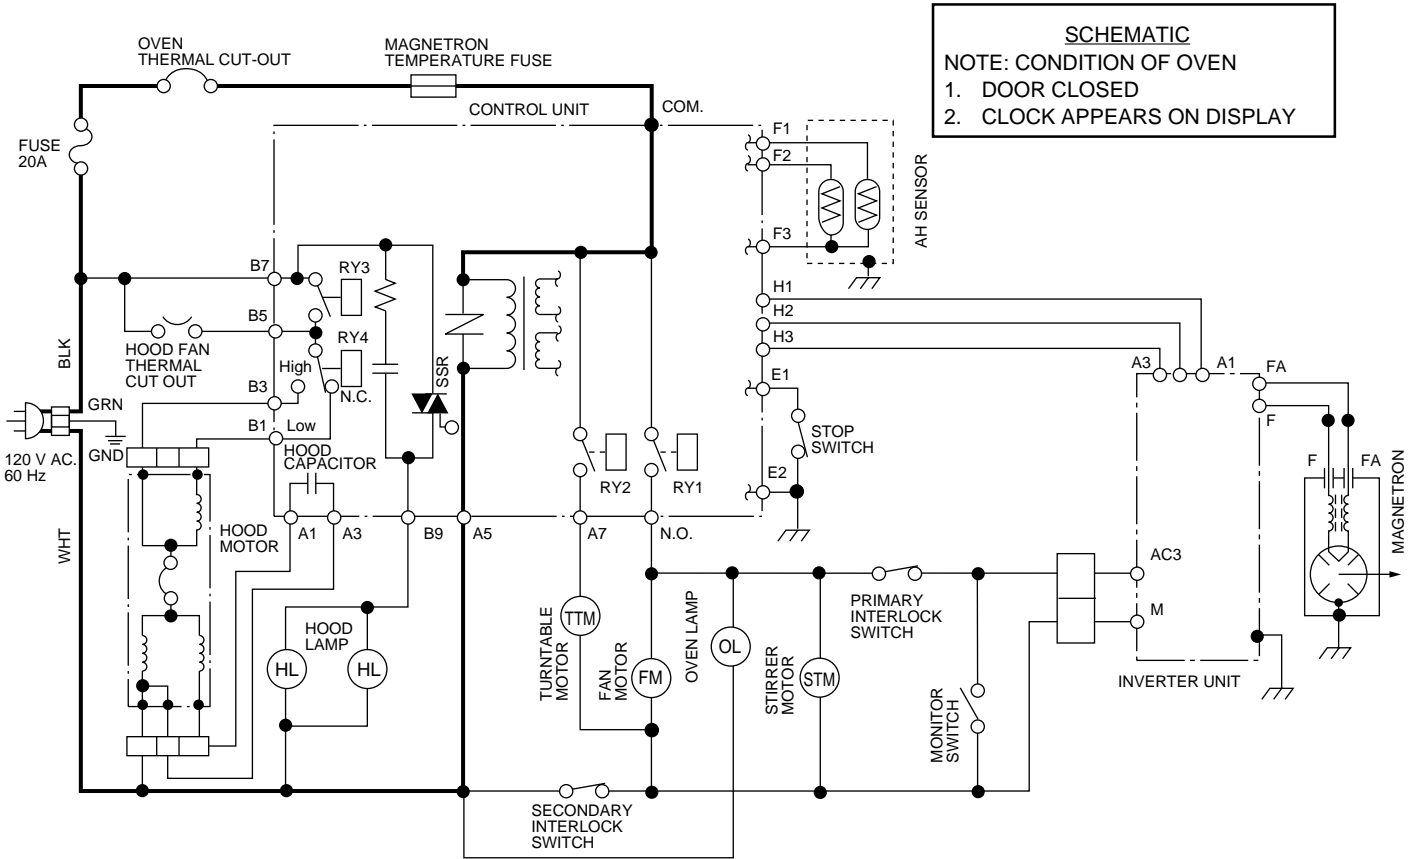 SCHEMATIC
NOTE: CONDITION OF OVEN
1. DOOR CLOSED
2. CLOCK APPEARS ON DISPLAY
OVEN
THERMAL CUT-OUT
MAGNETRON
TEMPERATURE FUSE
CONTROL UNIT
COM.
FUSE
20A
F1
F2
F3
AH SENSOR
B7
RY3
B5
RY4
HOOD FAN
THERMAL
CUT OUT
High
N.C.
SSR
B3
B1
Low
BLK
GRN
GND
120 V AC.
60 Hz
WHT
HOOD
CAPACITOR
HOOD
MOTOR
A1
A3
B9
A5
A7
N.O.
RY2
RY1
H1
H2
H3
E1
E2
STOP
SWITCH
A3
A1
FA
F
F
FA
MAGNETRON
AC3
M
INVERTER UNIT
HOOD
LAMP
HL
HL
TURNTABLE
MOTOR
TTM
FAN
MOTOR
FM
OVEN LAMP
OL
STIRRER
MOTOR
STM
PRIMARY
INTERLOCK
SWITCH
MONITOR
SWITCH
SECONDARY
INTERLOCK
SWITCH